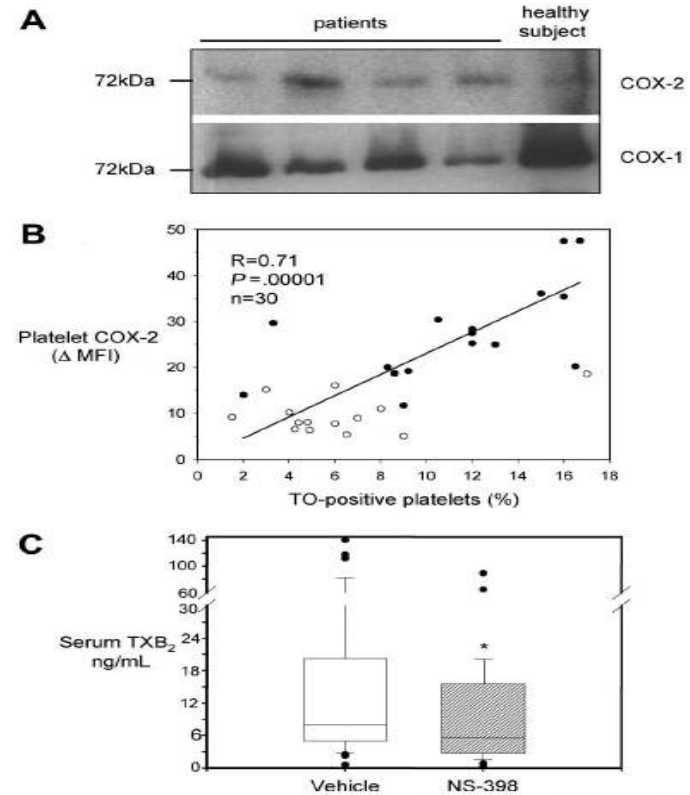 A
patients
healthy
subject
72kDa
COX-2
72kDa
COX-1
B
R=0.71
P=.00001
n=30
Platelet COX-2
(Δ MFI)
50
40
30
20
10
0
0 2 4 6 8 10 12 14 16 18
TO-positive platelets (%)
C
140
100
60
30
24
18
12
6
0
Serum TXB2
ng/mL
*
Vehicle
NS-398